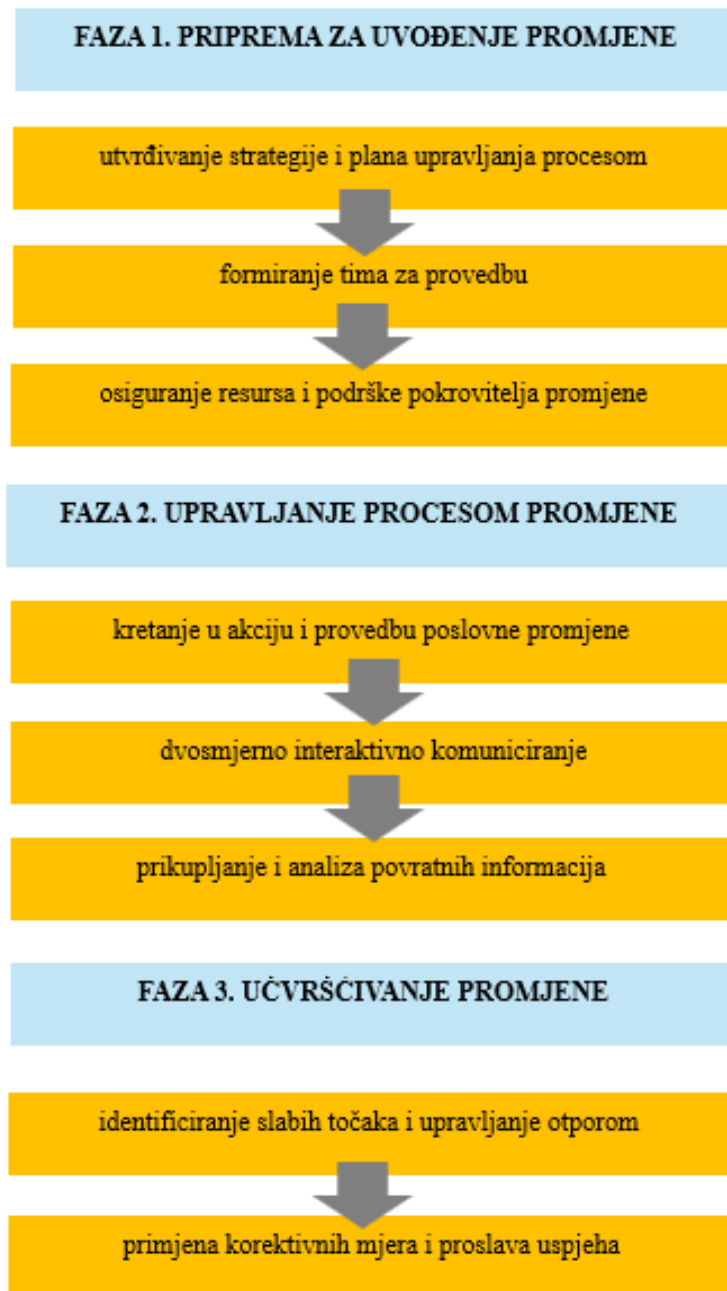 FAZA 1. PRIPREMA ZA UVOĐENJE PROMJENE
utvrđivanje strategije i plana upravljanja procesom
formiranje tima za provedbu
osiguranje resursa i podrške pokrovitelja promjene
FAZA 2. UPRAVLJANJE PROCESOM PROMJENE
kretanje u akciju i provedbu poslovne promjene
dvosmjerno interaktivno komuniciranje
prikupljanje i analiza povratnih informacija
FAZA 3. UČVRŠĆIVANJE PROMJENE
identificiranje slabih točaka i upravljanje otporom
primjena korektivnih mjera i proslava uspjeha